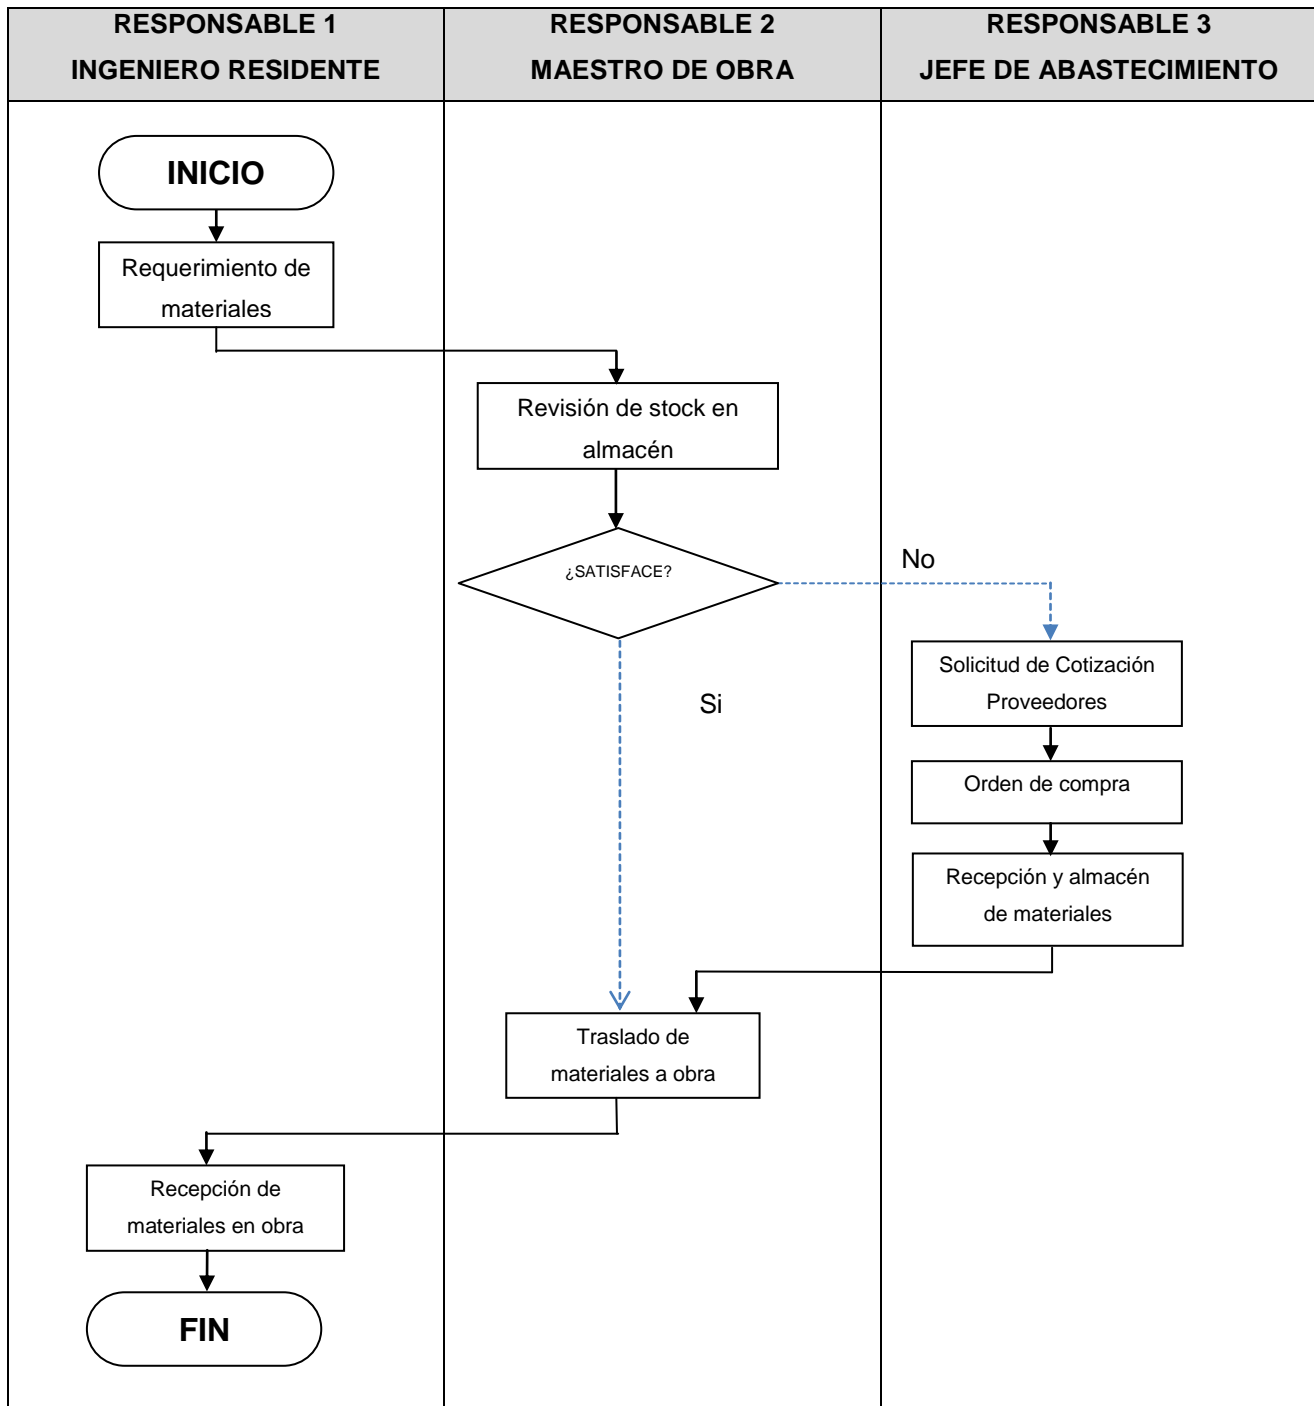 RESPONSABLE 1
INGENIERO RESIDENTE
RESPONSABLE 2
MAESTRO DE OBRA
RESPONSABLE 3
JEFE DE ABASTECIMIENTO
INICIO
Requerimiento de
materiales
Revisión de stock en
almacén
¿SATISFACE?
No
Si
Solicitud de Cotización
Proveedores
Orden de compra
Recepción y almacén
de materiales
Traslado de
materiales a obra
Recepción de
materiales en obra
FIN